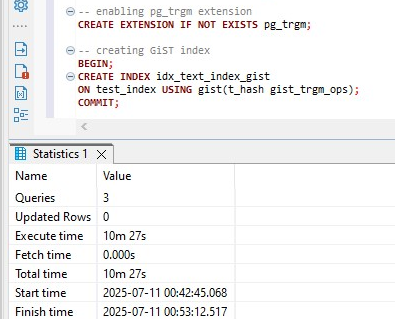 -- enabling pg_trgm extension
CREATE EXTENSION IF NOT EXISTS pg_trgm;
-- creating GiST index
BEGIN;
CREATE INDEX idx_text_index_gist
ON test_index USING gist(t_hash gist_trgm_ops);
COMMIT;
Statistics 1
Name Value
Queries 3
Updated Rows 0
Execute time 10m 27s
Fetch time 0.000s
Total time 10m 27s
Start time 2025-07-11 00:42:45.068
Finish time 2025-07-11 00:53:12.517